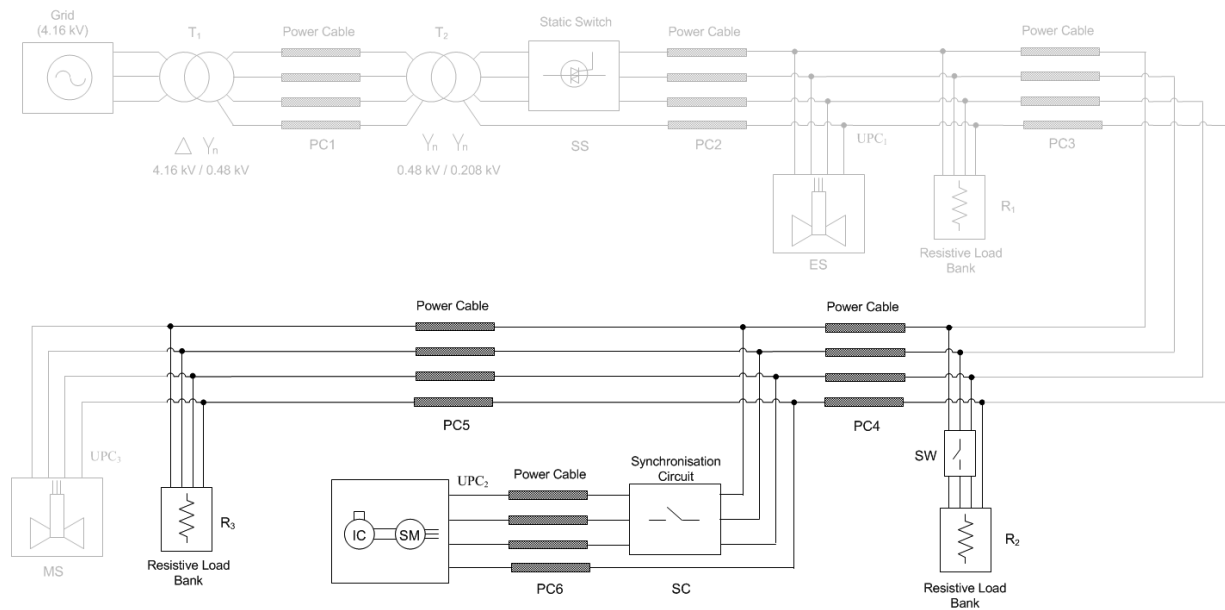 Grid
(4.16 kV)
T1
Power Cable
T2
Static Switch
Power Cable
Power Cable
PC1
SS
PC2
UPC1
PC3
Δ Yn
4.16 kV / 0.48 kV
Yn Yn
0.48 kV / 0.208 kV
R1
ES
Resistive Load
Bank
Power Cable
Power Cable
PC5
PC4
SW
UPC3
UPC2
Power Cable
Synchronisation
Circuit
R3
IC
SM
R2
MS
Resistive Load
Bank
PC6
SC
Resistive Load
Bank